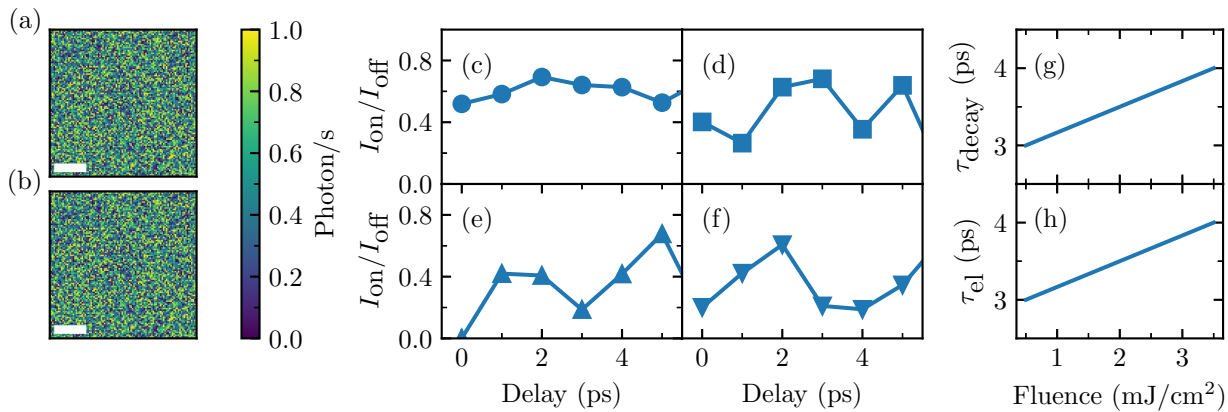 (a)
(b)
1.0
0.8
0.6
0.4
0.2
0.0
Photon/s
0.8
0.4
0.0
I_on/I_off
(c)
(d)
0.8
0.4
0.0
I_on/I_off
(e)
(f)
0 2 4
Delay (ps)
0 2 4
Delay (ps)
4
3
τ_decay (ps)
(g)
4
3
τ_el (ps)
(h)
1 2 3
Fluence (mJ/cm²)